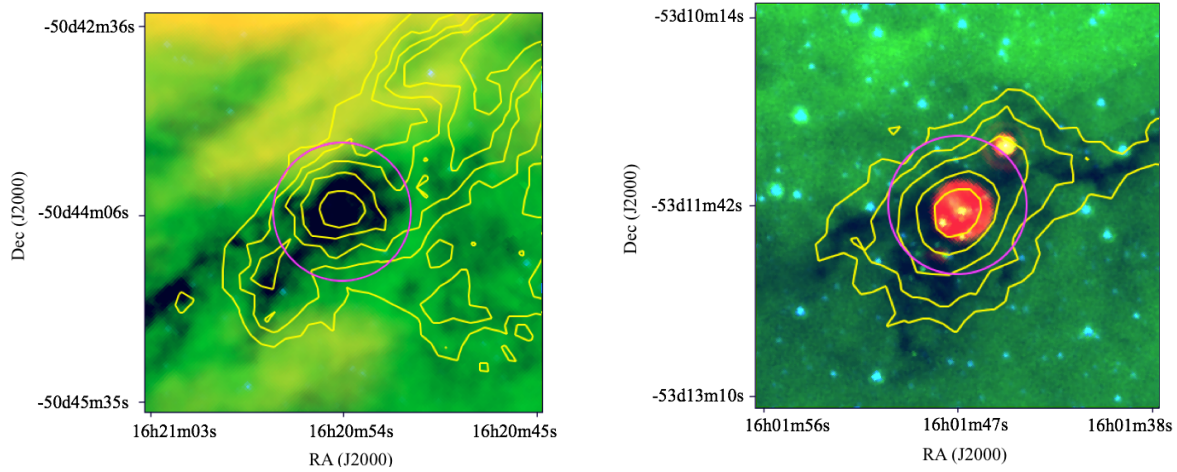 -50d42m36s
-50d44m06s
-50d45m35s
Dec (J2000)
16h21m03s 16h20m54s 16h20m45s
RA (J2000)
-53d10m14s
-53d11m42s
-53d13m10s
Dec (J2000)
16h01m56s 16h01m47s 16h01m38s
RA (J2000)